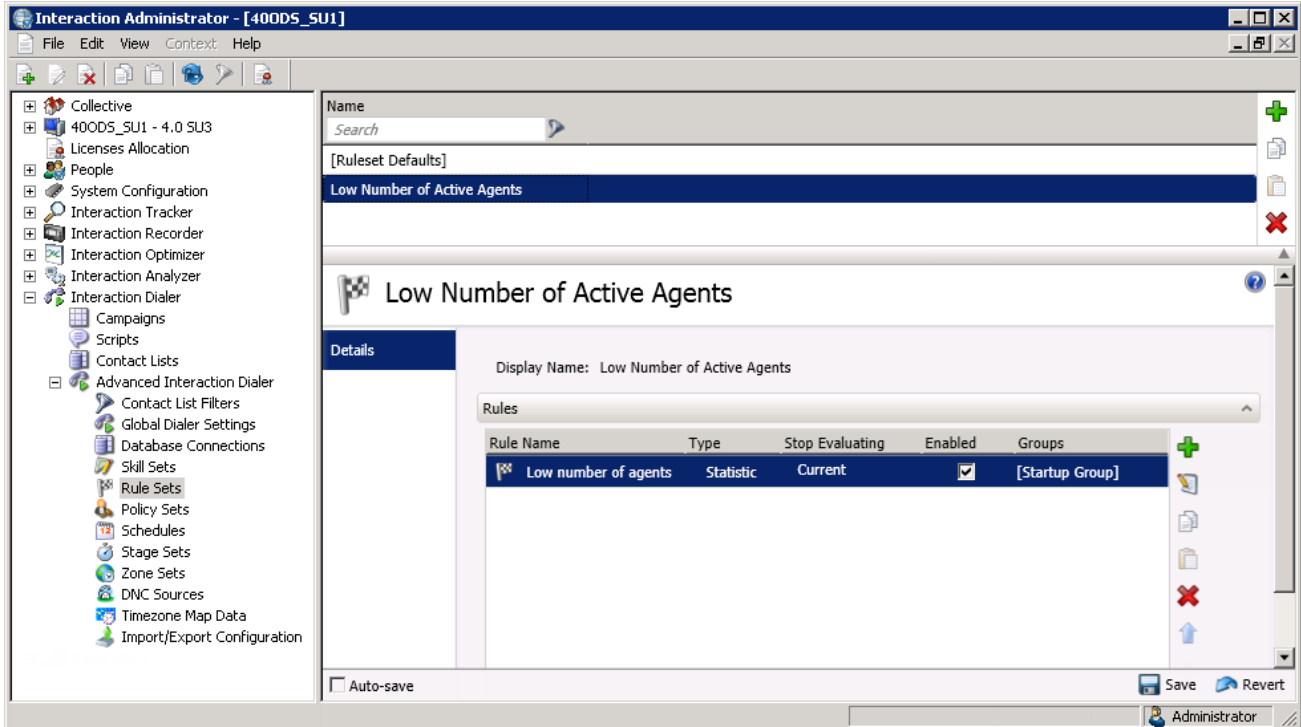 Interaction Administrator - [400DS_SU1]
File Edit View Context Help
Collective
400DS_SU1 - 4.0 SU3
Licenses Allocation
People
System Configuration
Interaction Tracker
Interaction Recorder
Interaction Optimizer
Interaction Analyzer
Interaction Dialer
Campaigns
Scripts
Contact Lists
Advanced Interaction Dialer
Contact List Filters
Global Dialer Settings
Database Connections
Skill Sets
Rule Sets
Policy Sets
12
Schedules
Stage Sets
Zone Sets
DNC Sources
Timezone Map Data
Import/Export Configuration
Name
Search
[Ruleset Defaults]
Low Number of Active Agents
Low Number of Active Agents
Details
Display Name: Low Number of Active Agents
Rules
Rule Name Type Stop Evaluating Enabled Groups
Low number of agents Statistic Current [Startup Group]
Auto-save
Save Revert
Administrator